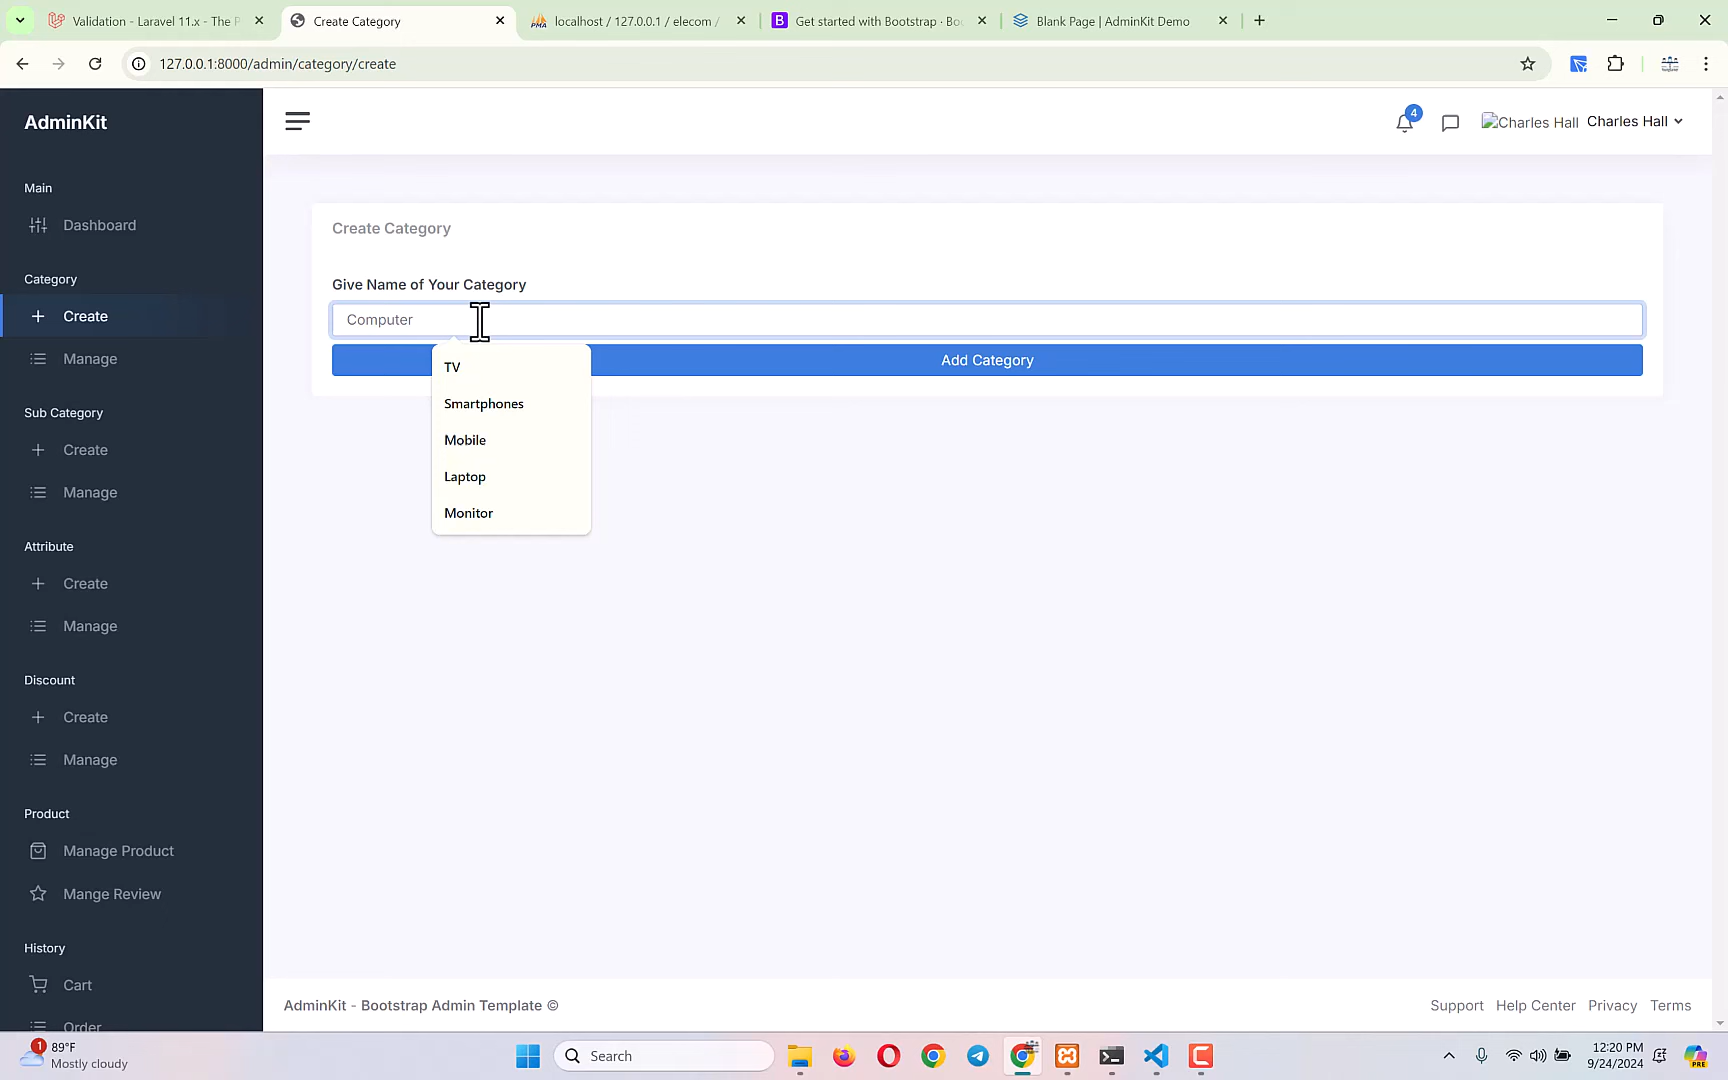 Validation - Laravel 11.x - The P
Create Category
localhost / 127.0.0.1 / elecom /
Get started with Bootstrap · Bo
Blank Page | AdminKit Demo
127.0.0.1:8000/admin/category/create
AdminKit
4
Charles Hall
Charles Hall
Main
Dashboard
Category
Create
Manage
Sub Category
Create
Manage
Attribute
Create
Manage
Discount
Create
Manage
Product
Manage Product
Mange Review
History
Cart
Order
Create Category
Give Name of Your Category
Computer
Add Category
TV
Smartphones
Mobile
Laptop
Monitor
AdminKit - Bootstrap Admin Template ©
Support Help Center Privacy Terms
1
89°F
Mostly cloudy
Search
12:20 PM
9/24/2024
PRE